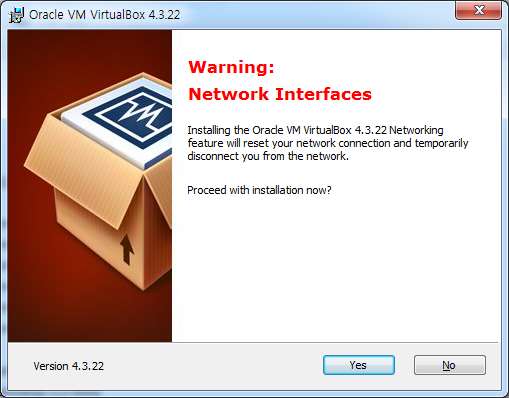 Oracle VM VirtualBox 4.3.22
Warning:
Network Interfaces
Installing the Oracle VM VirtualBox 4.3.22 Networking
feature will reset your network connection and temporarily
disconnect you from the network.
Proceed with installation now?
Version 4.3.22
Yes
No